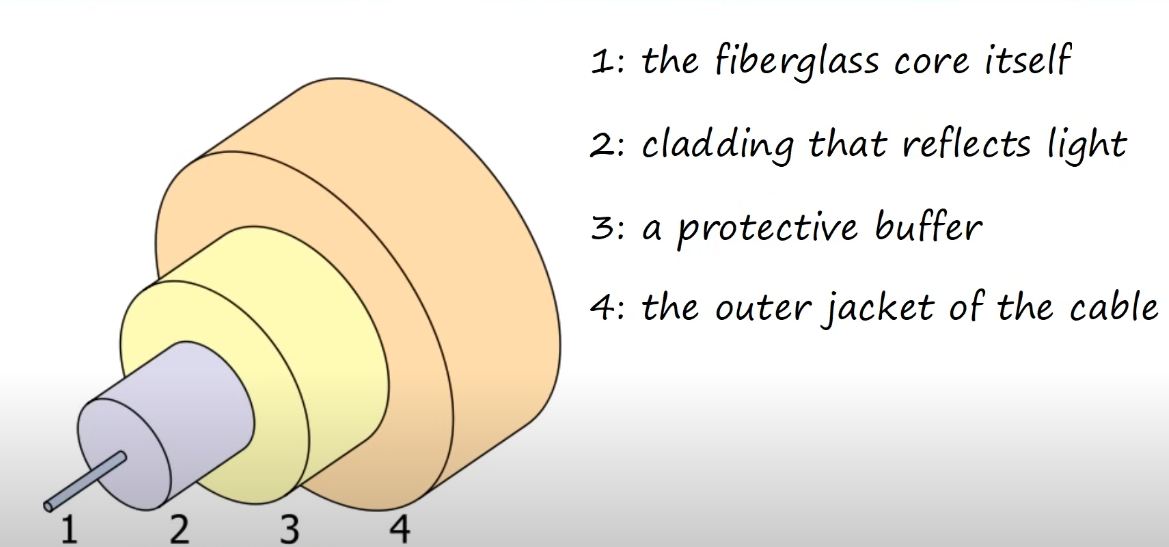 1: the fiberglass core itself
2: cladding that reflects light
3: a protective buffer
4: the outer jacket of the cable
1 2 3 4